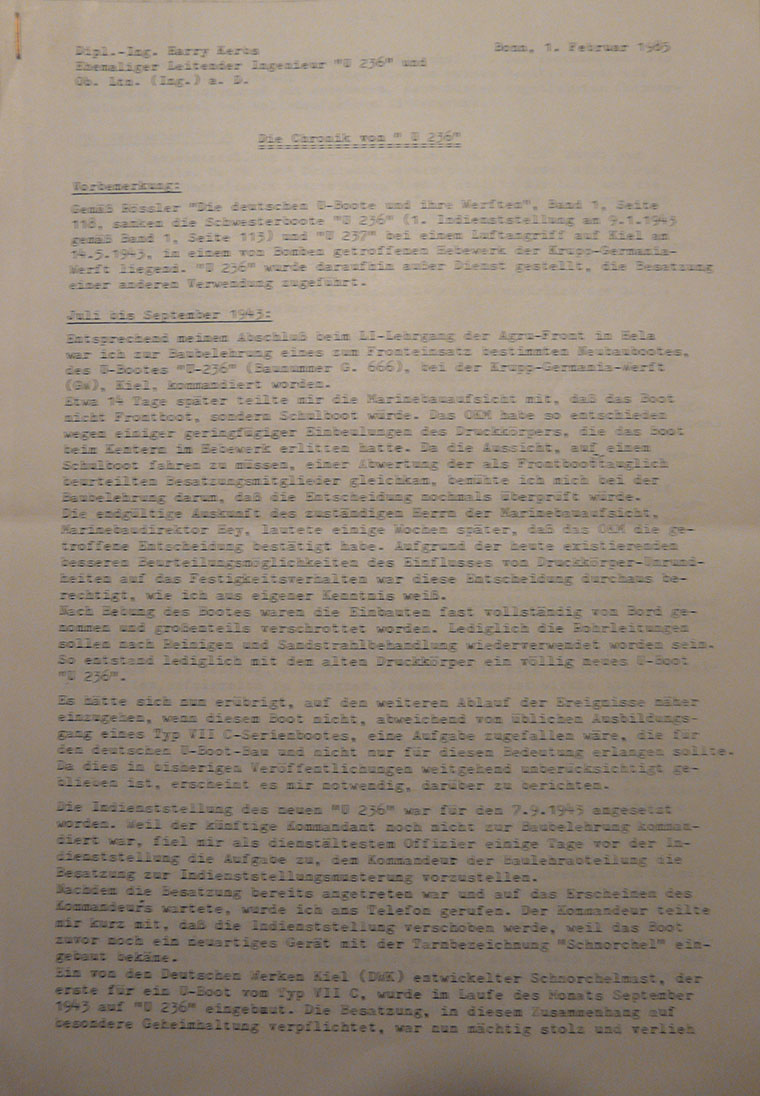 Dipl.-Ing. Harry Kerbs Bonn, 1. Februar 1985
Ehemaliger Leitender Ingenieur "U 236" und
Ob. Ltn. (Ing.) a. D.
Die Chronik von " U 236"
Vorbemerkung:
Gemäß Rössler "Die deutschen U-Boote und ihre Werften", Band 1, Seite
118, sanken die Schwesterboote "U 236" (1. Indienststellung am 9.1.1943
gemäß Band 1, Seite 113) und "U 237" bei einem Luftangriff auf Kiel am
14.5.1943, in einem von Bomben getroffenen Hebewerk der Krupp-Germania-
Werft liegend. "U 236" wurde daraufhin außer Dienst gestellt, die Besatzung
einer anderen Verwendung zugeführt.
Juli bis September 1943:
Entsprechend meinem Abschluß beim LI-Lehrgang der Agru-Front in Hela
war ich zur Baubelehrung eines zum Fronteinsatz bestimmten Neubaubootes,
des U-Bootes "U-236" (Baunummer G. 666), bei der Krupp-Germania-Werft
(GW), Kiel, kommandiert worden.
Etwa 14 Tage später teilte mir die Marinebauaufsicht mit, daß das Boot
nicht Frontboot, sondern Schulboot würde. Das OKM habe so entschieden
wegen einiger geringfügiger Einbeulungen des Druckkörpers, die das Boot
beim Kentern im Hebewerk erlitten hatte. Da die Aussicht, auf einem
Schulboot fahren zu müssen, einer Abwertung der als Frontboottauglich
beurteilten Besatzungsmitglieder gleichkam, bemühte ich mich bei der
Baubelehrung darum, daß die Entscheidung nochmals überprüft würde.
Die endgültige Auskunft des zuständigen Herrn der Marinebauaufsicht,
Marinebaudirektor Hey, lautete einige Wochen später, daß das OKM die ge-
troffene Entscheidung bestätigt habe. Aufgrund der heute existierenden
besseren Beurteilungsmöglichkeiten des Einflusses von Druckkörper-Unrund-
heiten auf das Festigkeitsverhalten war diese Entscheidung durchaus be-
rechtigt, wie ich aus eigener Kenntnis weiß.
Nach Hebung des Bootes waren die Einbauten fast vollständig von Bord ge-
nommen und großenteils verschrottet worden. Lediglich die Rohrleitungen
sollen nach Reinigen und Sandstrahlbehandlung wiederverwendet worden sein.
So entstand lediglich mit dem alten Druckkörper ein völlig neues U-Boot
"U 236".
Es hätte sich nun erübrigt, auf den weiteren Ablauf der Ereignisse näher
einzugehen, wenn diesem Boot nicht, abweichend vom üblichen Ausbildungs-
gang eines Typ VII C-Serienbootes, eine Aufgabe zugefallen wäre, die für
den deutschen U-Boot-Bau und nicht nur für diesen Bedeutung erlangen sollte.
Da dies in bisherigen Veröffentlichungen weitgehend unberücksichtigt ge-
blieben ist, erscheint es mir notwendig, darüber zu berichten.
Die Indienststellung des neuen "U 236" war für den 7.9.1943 angesetzt
worden. Weil der künftige Kommandant noch nicht zur Baubelehrung komman-
diert war, fiel mir als dienstältestem Offizier einige Tage vor der In-
dienststellung die Aufgabe zu, dem Kommandeur der Baulehrabteilung die
Besatzung zur Indienststellungsmusterung vorzustellen.
Nachdem die Besatzung bereits angetreten war und auf das Erscheinen des
Kommandeurs wartete, wurde ich ans Telefon gerufen. Der Kommandeur teilte
mir kurz mit, daß die Indienststellung verschoben werde, weil das Boot
zuvor noch ein neuartiges Gerät mit der Tarnbezeichnung "Schnorchel" ein-
gebaut bekäme.
Ein von den Deutschen Werken Kiel (DWK) entwickelter Schnorchelmast, der
erste für ein U-Boot vom Typ VII C, wurde im Laufe des Monats September
1943 auf "U 236" eingebaut. Die Besatzung, in diesem Zusammenhang auf
besondere Geheimhaltung verpflichtet, war nun mächtig stolz und verlieh